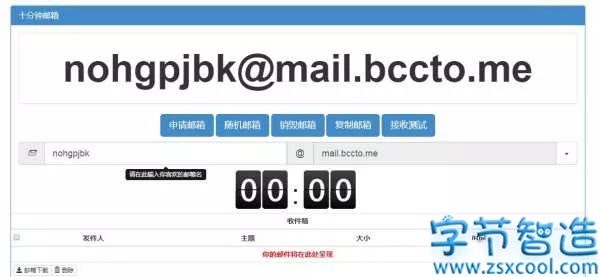 十分钟邮箱
nohgpjbk@mail.bccto.me
申请邮箱 随机邮箱 销毁邮箱 复制邮箱 接收测试
nohgpjbk @ mail.bccto.me
请在此输入你喜欢的邮箱名
00:00
收件箱
发件人 主题 大小
你的邮件将在此处呈现
邮箱下载 删除
字节智造
www.zsxcool.com